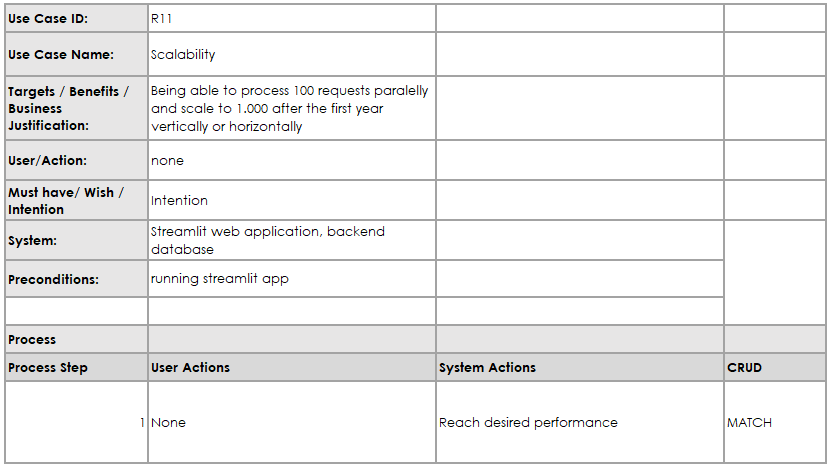 Use Case ID: R11
Use Case Name: Scalability
Targets / Benefits / Business Justification: Being able to process 100 requests paralelly
and scale to 1.000 after the first year
vertically or horizontally
User/Action: none
Must have/ Wish / Intention Intention
System: Streamlit web application, backend
database
Preconditions: running streamlit app
Process
Process Step User Actions System Actions CRUD
1 None Reach desired performance MATCH